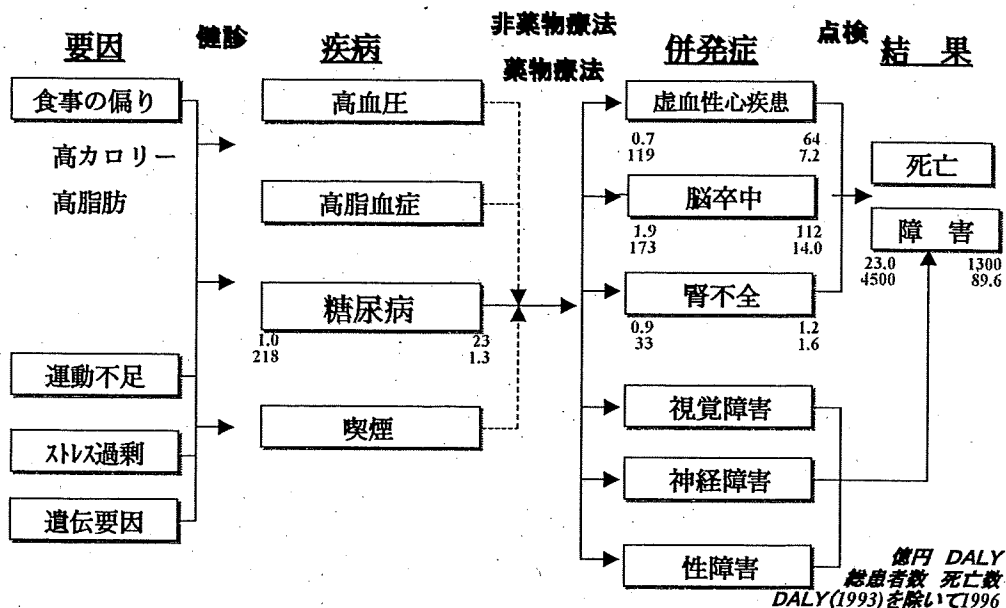 要因
健診
疾病
非薬物療法
薬物療法
併発症
点検
結 果
食事の偏り
高カロリー
高脂肪
運動不足
ストレス過剰
遺伝要因
高血圧
高脂血症
糖尿病
1.0 23
218 1.3
喫煙
虚血性心疾患
0.7 64
119 7.2
脳卒中
1.9 112
173 14.0
腎不全
0.9 1.2
33 1.6
視覚障害
神経障害
性障害
死亡
障 害
23.0 1300
4500 89.6
億円 DALY
総患者数 死亡数
DALY(1993)を除いて1996